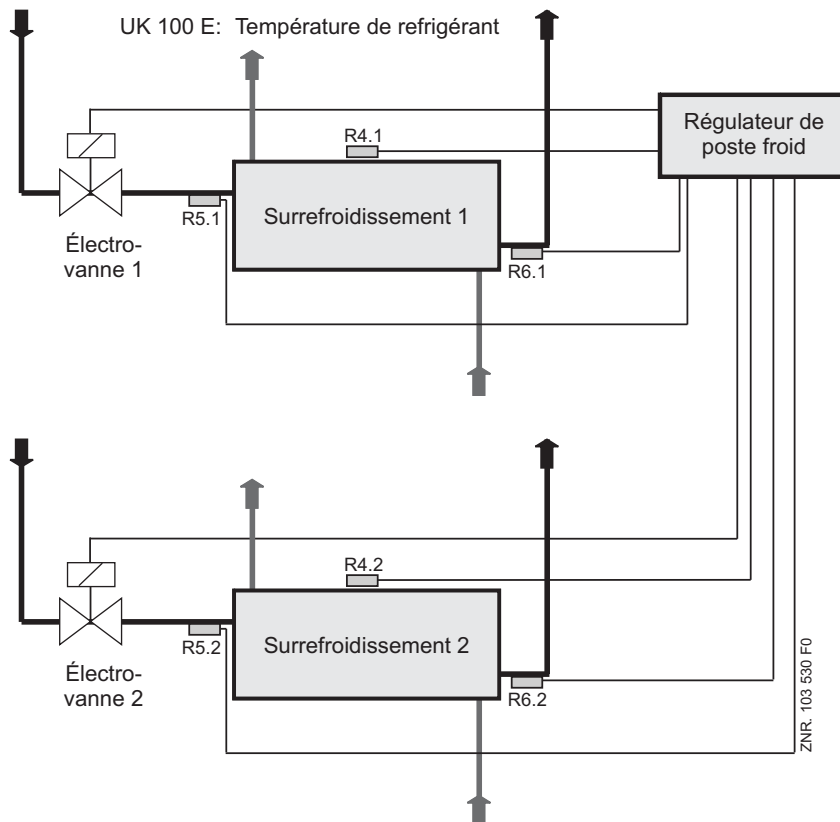 UK 100 E: Température de refrigérant
R4.1
Régulateur de
poste froid
R5.1
Surrefroidissement 1
Électro-
vanne 1
R6.1
R4.2
R5.2
Surrefroidissement 2
Électro-
vanne 2
R6.2
ZNR. 103 530 F0